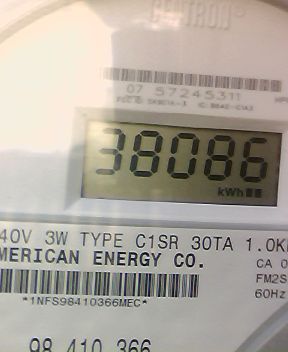 CENTRON®
07 57245311
38086
kWh
40V 3W TYPE C1SR 30TA 1.0K
MERICAN ENERGY CO.
CA 0
FM2S
60Hz
*1NFS98410366MEC*
98 410 366